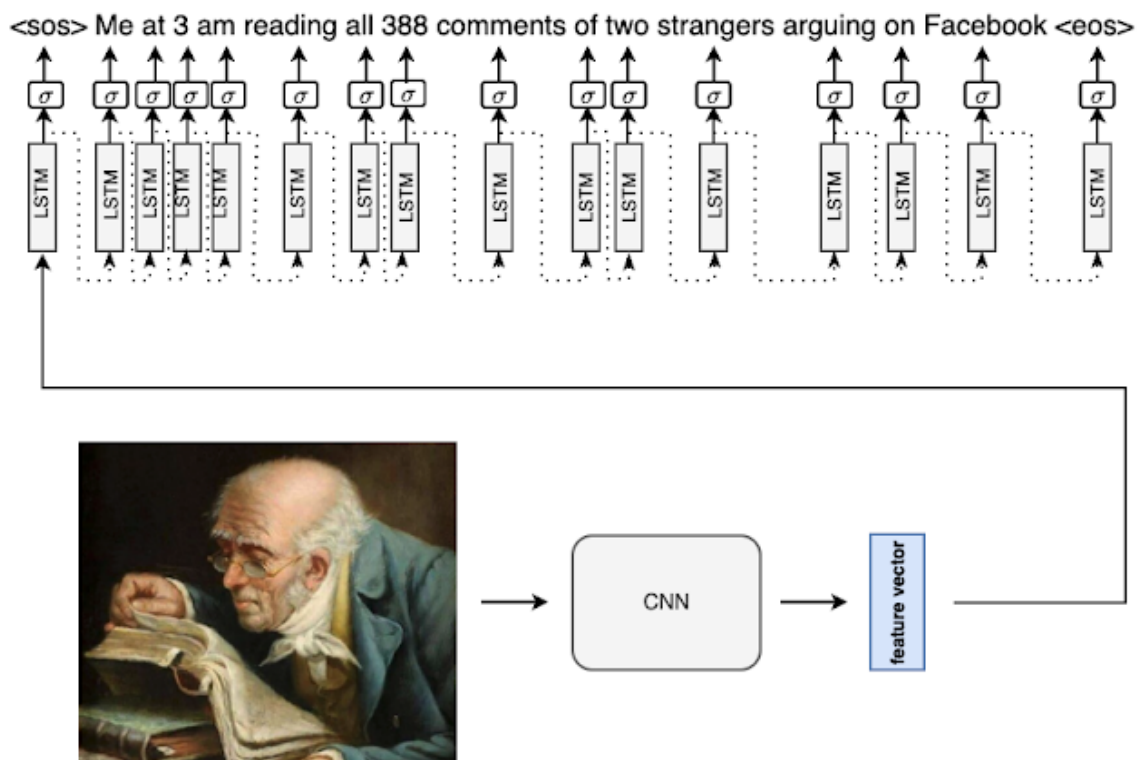 <sos> Me at 3 am reading all 388 comments of two strangers arguing on Facebook <eos>
σ σ σ σ σ σ σ σ σ σ σ σ σ σ σ σ
LSTM LSTM LSTM LSTM LSTM LSTM LSTM LSTM LSTM LSTM LSTM LSTM LSTM LSTM LSTM LSTM
CNN
feature vector